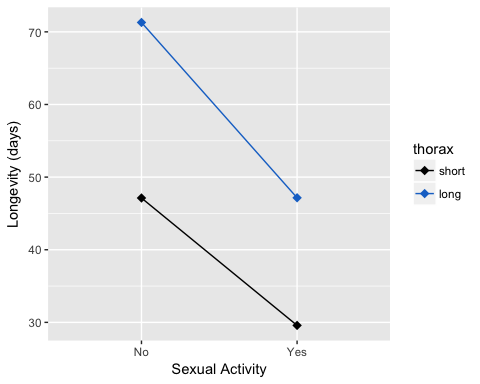 70
60
50
40
30
Longevity (days)
No
Yes
Sexual Activity
thorax
short
long